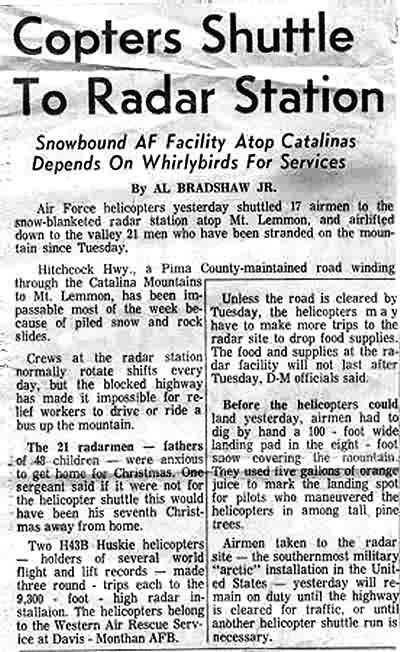 Copters Shuttle
To Radar Station
Snowbound AF Facility Atop Catalinas
Depends On Whirlybirds For Services
By AL BRADSHAW JR.
Air Force helicopters yesterday shuttled 17 airmen to the
snow-blanketed radar station atop Mt. Lemmon, and airlifted
down to the valley 21 men who have been stranded on the moun-
tain since Tuesday.
Hitchcock Hwy., a Pima County-maintained road winding
through the Catalina Mountains
to Mt. Lemmon, has been im-
passable most of the week be-
cause of piled snow and rock
slides.
Crews at the radar station
normally rotate shifts every
day, but the blocked highway
has made it impossible for re-
lief workers to drive or ride a
bus up the mountain.
The 21 radarmen — fathers
of 48 children — were anxious
to get home for Christmas. One
sergeant said if it were not for
the helicopter shuttle this would
have been his seventh Christ-
mas away from home.
Two H43B Huskie helicopters
— holders of several world
flight and lift records — made
three round - trips each to the
9,300 - foot - high radar in-
stallaion. The helicopters belong
to the Western Air Rescue Serv-
ice at Davis - Monthan AFB.
Unless the road is cleared by
Tuesday, the helicopters may
have to make more trips to the
radar site to drop food supplies.
The food and supplies at the ra-
dar facility will not last after
Tuesday, D-M officials said.
Before the helicopters could
land yesterday, airmen had to
dig by hand a 100 - foot wide
landing pad in the eight - foot
snow covering the mountain.
They used five gallons of orange
juice to mark the landing spot
for pilots who maneuvered the
helicopters in among tall pine
trees.
Airmen taken to the radar
site — the southernmost military
"arctic" installation in the Unit-
ed States — yesterday will re-
main on duty until the highway
is cleared for traffic, or until
another helicopter shuttle run is
necessary.